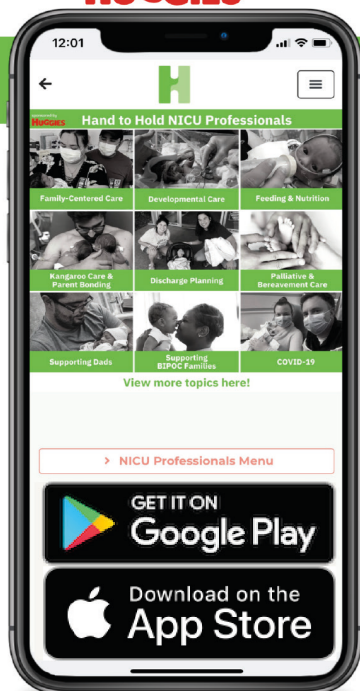 HUGGIES
12:01
H
HUGGIES Hand to Hold NICU Professionals
Family-Centered Care
Developmental Care
Feeding & Nutrition
Kangaroo Care &
Parent Bonding
Discharge Planning
Palliative &
Bereavement Care
Supporting Dads
Supporting
BIPOC Families
COVID-19
View more topics here!
> NICU Professionals Menu
GET IT ON
Google Play
Download on the
App Store